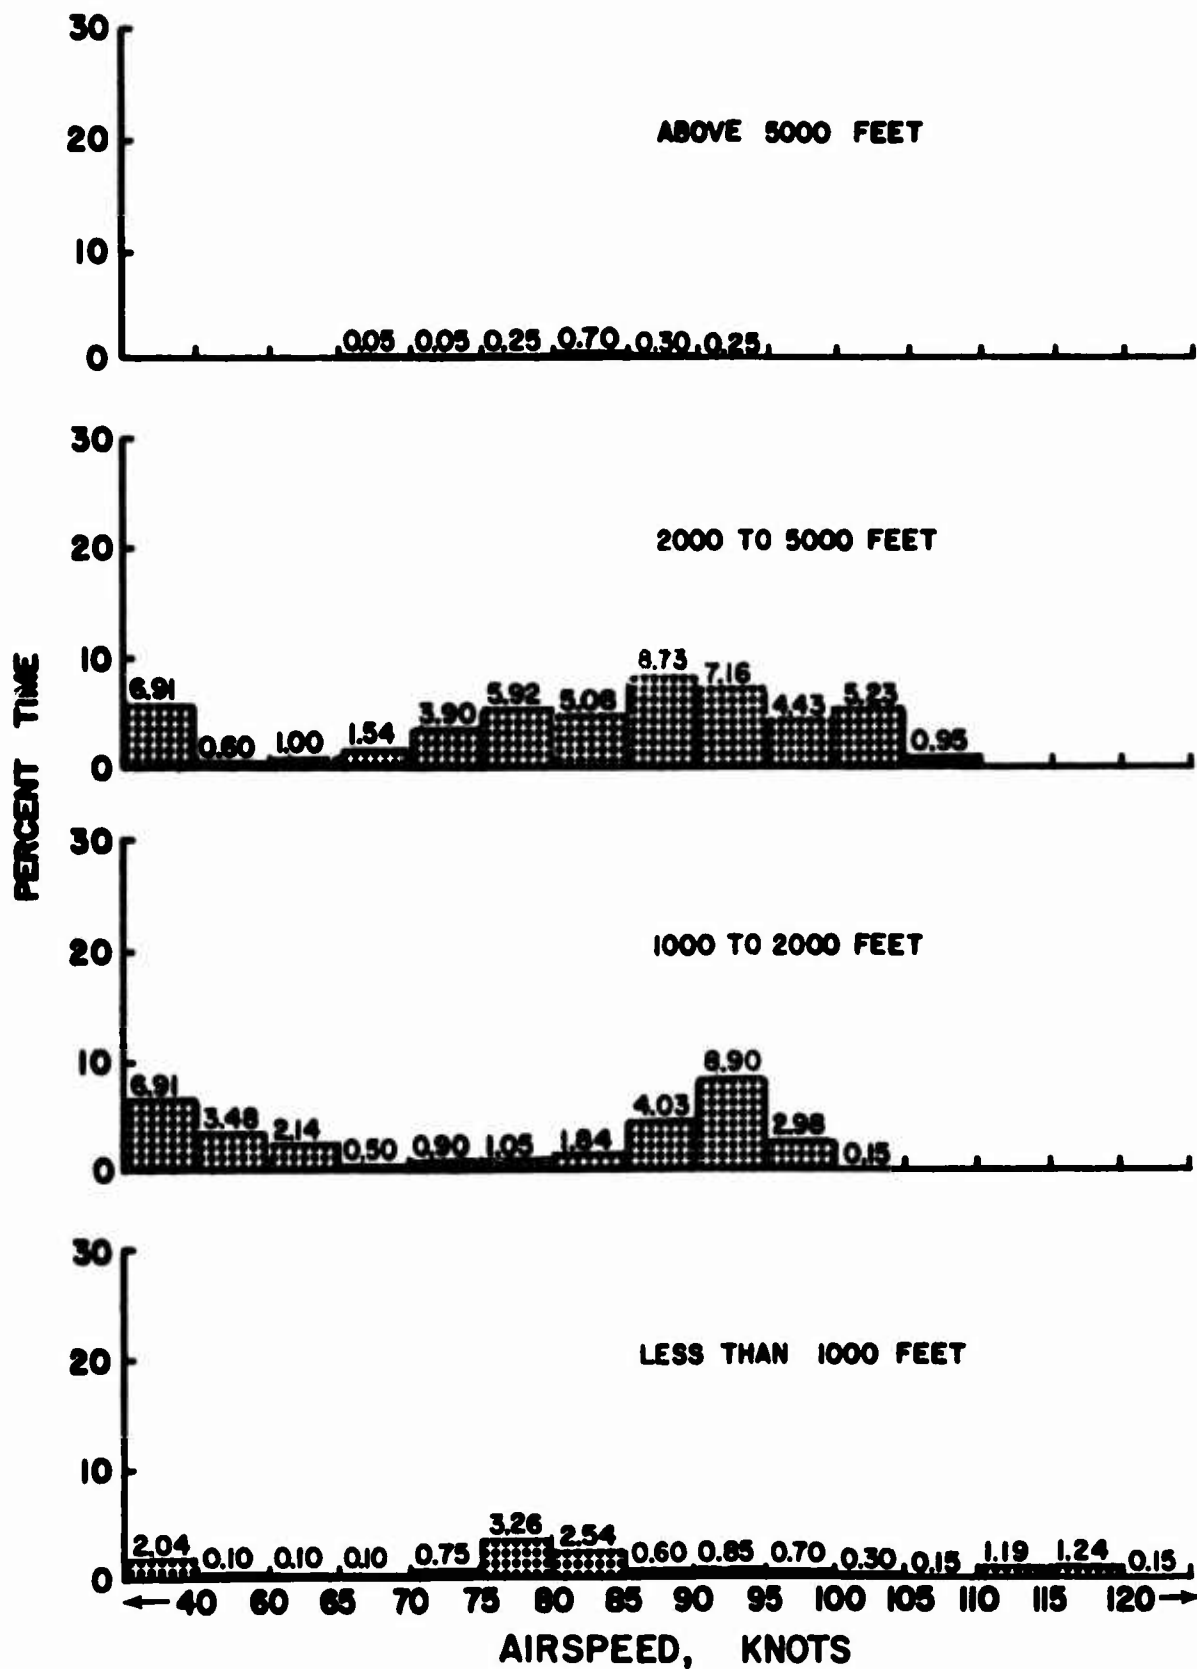 30
20
ABOVE 5000 FEET
10
0.05 0.05 0.25 0.70 0.30 0.25
0
30
20
2000 TO 5000 FEET
10
6.91 0.60 1.00 1.54 3.90 5.92 5.06 8.73 7.16 4.43 5.23 0.95
0
PERCENT TIME
30
20
1000 TO 2000 FEET
10
6.91 3.48 2.14 0.50 0.90 1.05 1.84 4.03 8.90 2.98 0.15
0
30
20
LESS THAN 1000 FEET
10
2.04 0.10 0.10 0.10 0.75 3.26 2.54 0.60 0.85 0.70 0.30 0.15 1.19 1.24 0.15
0
←40 60 65 70 75 80 85 90 95 100 105 110 115 120→
AIRSPEED, KNOTS